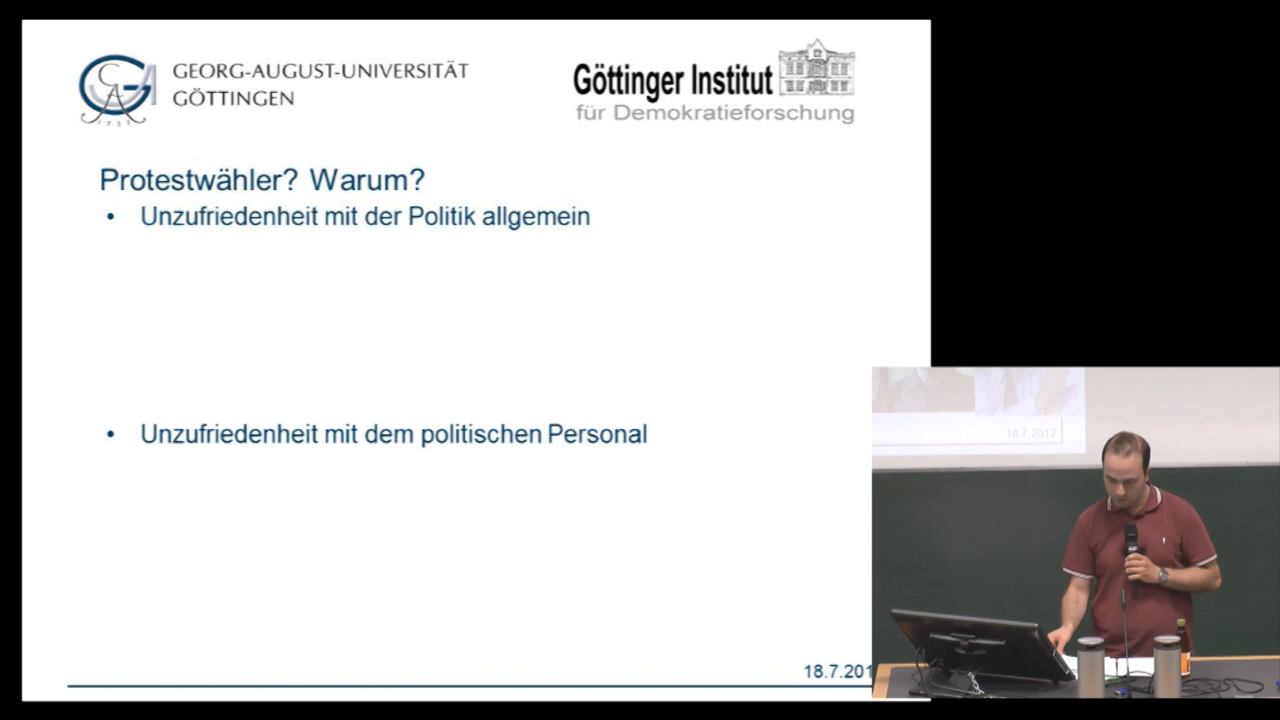 GEORG-AUGUST-UNIVERSITÄT
GÖTTINGEN
Göttinger Institut
für Demokratieforschung
Protestwähler? Warum?
• Unzufriedenheit mit der Politik allgemein
• Unzufriedenheit mit dem politischen Personal
18.7.201
18.7.2012